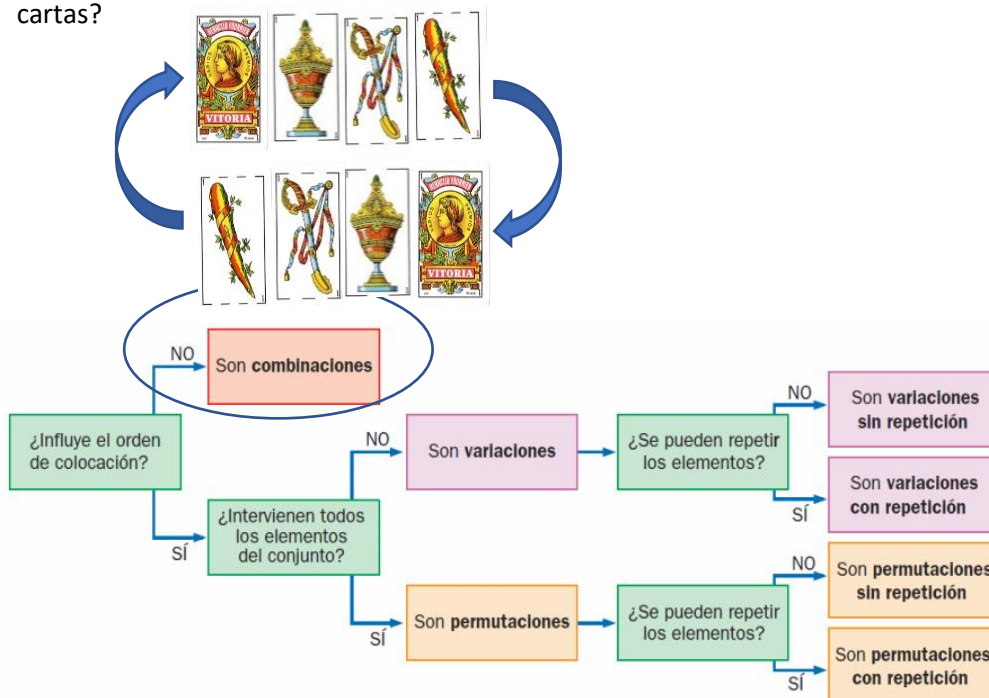 cartas?
VITORIA
VITORIA
NO
Son combinaciones
¿Influye el orden
de colocación?
SÍ
¿Intervienen todos
los elementos
del conjunto?
NO
Son variaciones
¿Se pueden repetir
los elementos?
NO
Son variaciones
sin repetición
SÍ
Son variaciones
con repetición
SÍ
Son permutaciones
¿Se pueden repetir
los elementos?
NO
Son permutaciones
sin repetición
SÍ
Son permutaciones
con repetición